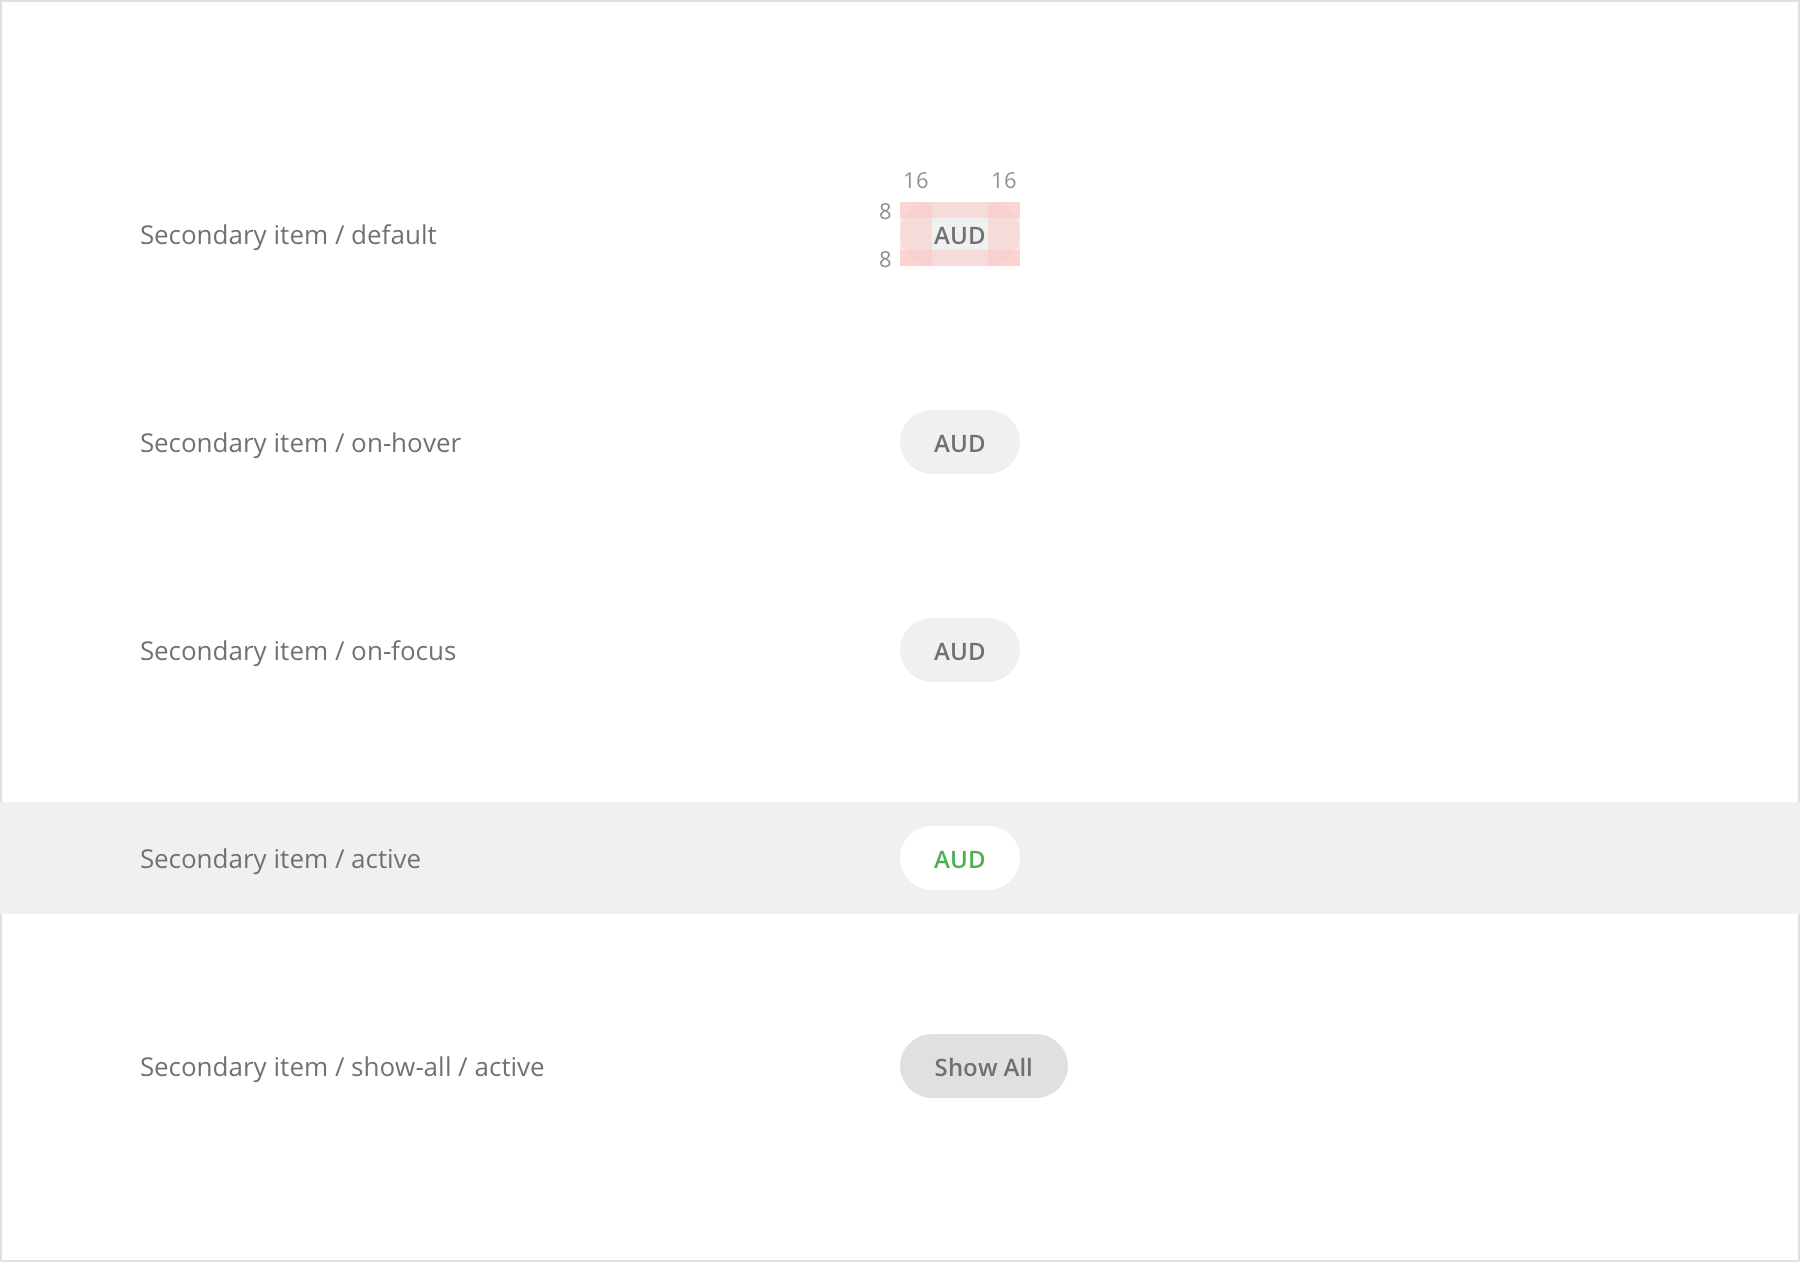 16 16
8
Secondary item / default AUD
8
Secondary item / on-hover AUD
Secondary item / on-focus AUD
Secondary item / active AUD
Secondary item / show-all / active Show All